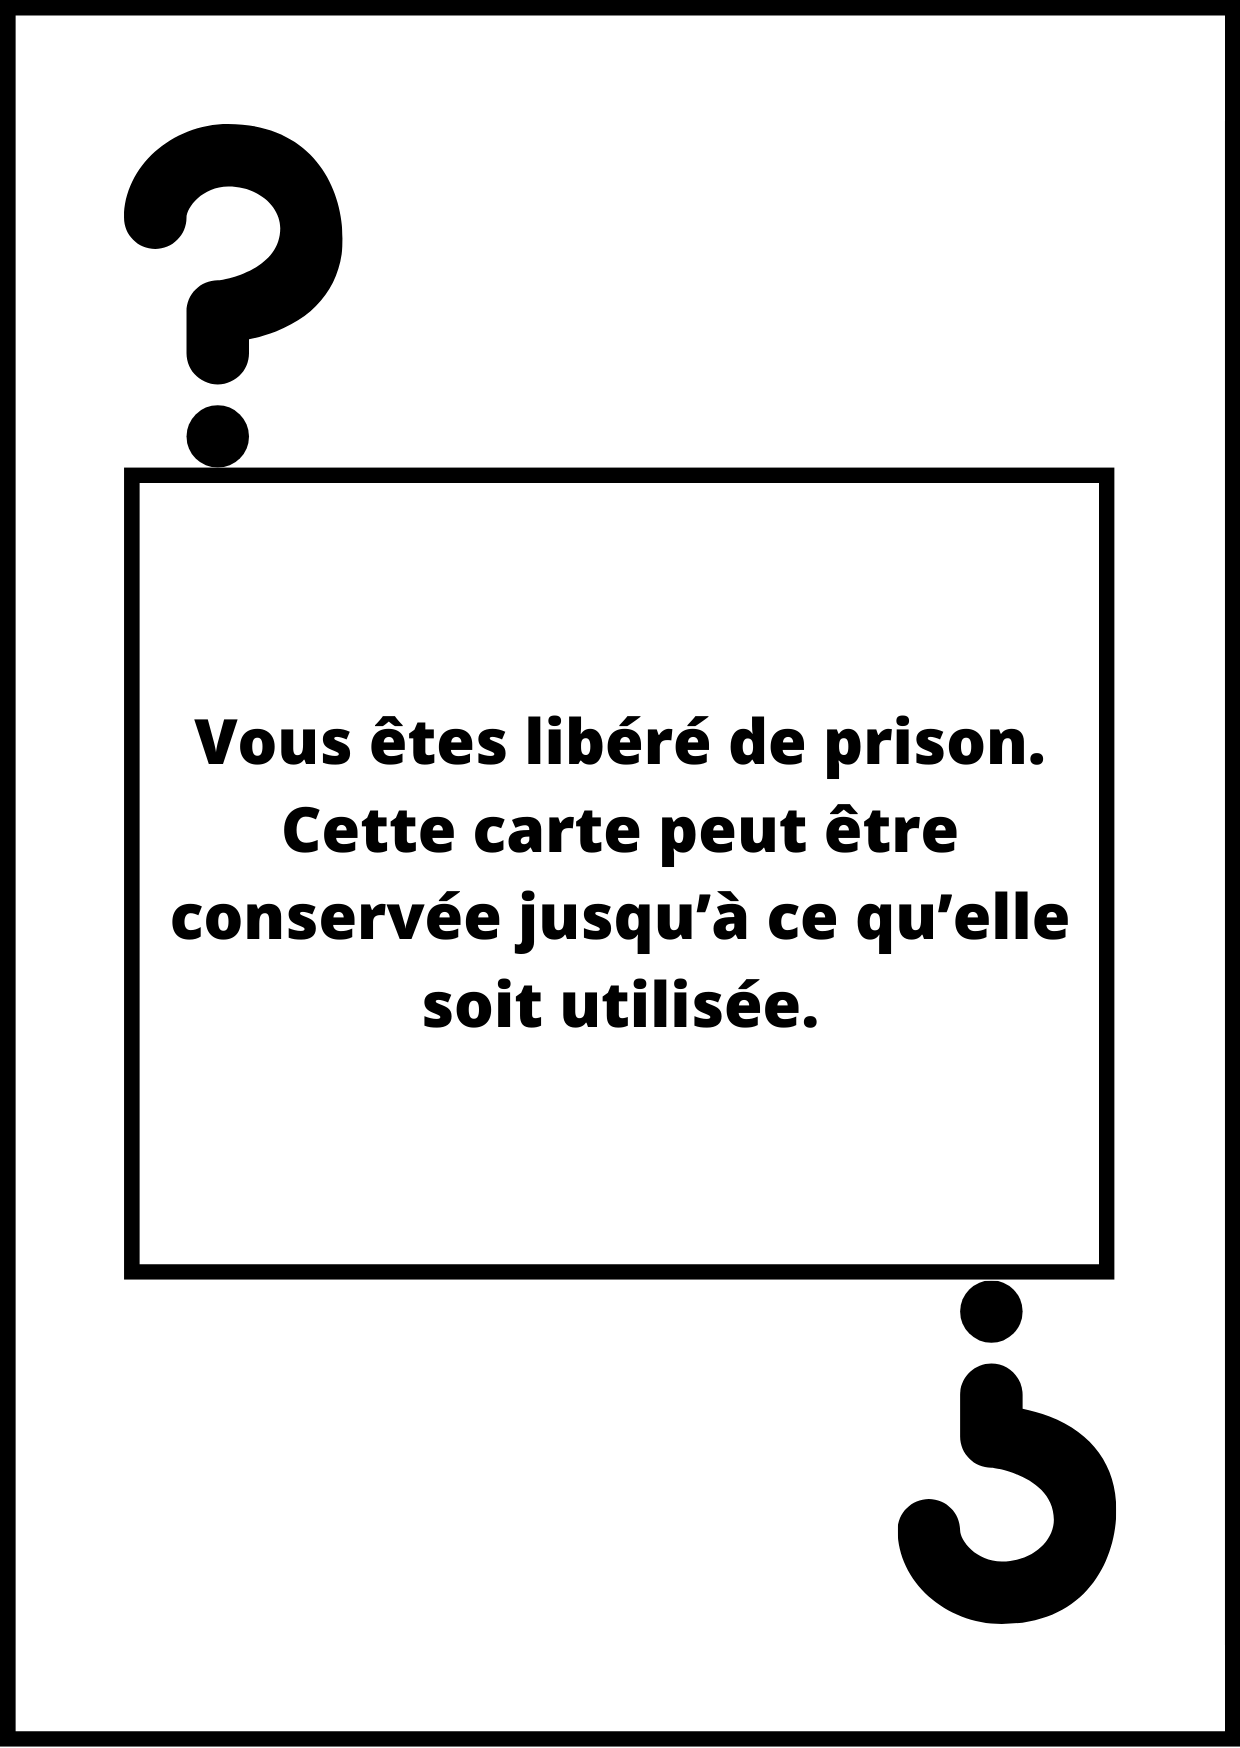 ?
Vous êtes libéré de prison.
Cette carte peut être
conservée jusqu’à ce qu’elle
soit utilisée.
?